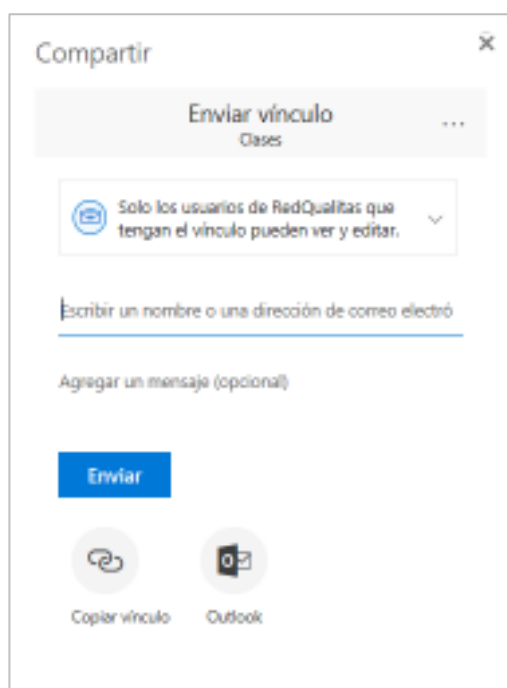 Compartir
Enviar vínculo
Clases
...
Solo los usuarios de RedQualitas que
tengan el vínculo pueden ver y editar.
Escribir un nombre o una dirección de correo electró
Agregar un mensaje (opcional)
Enviar
Copiar vínculo
Outlook